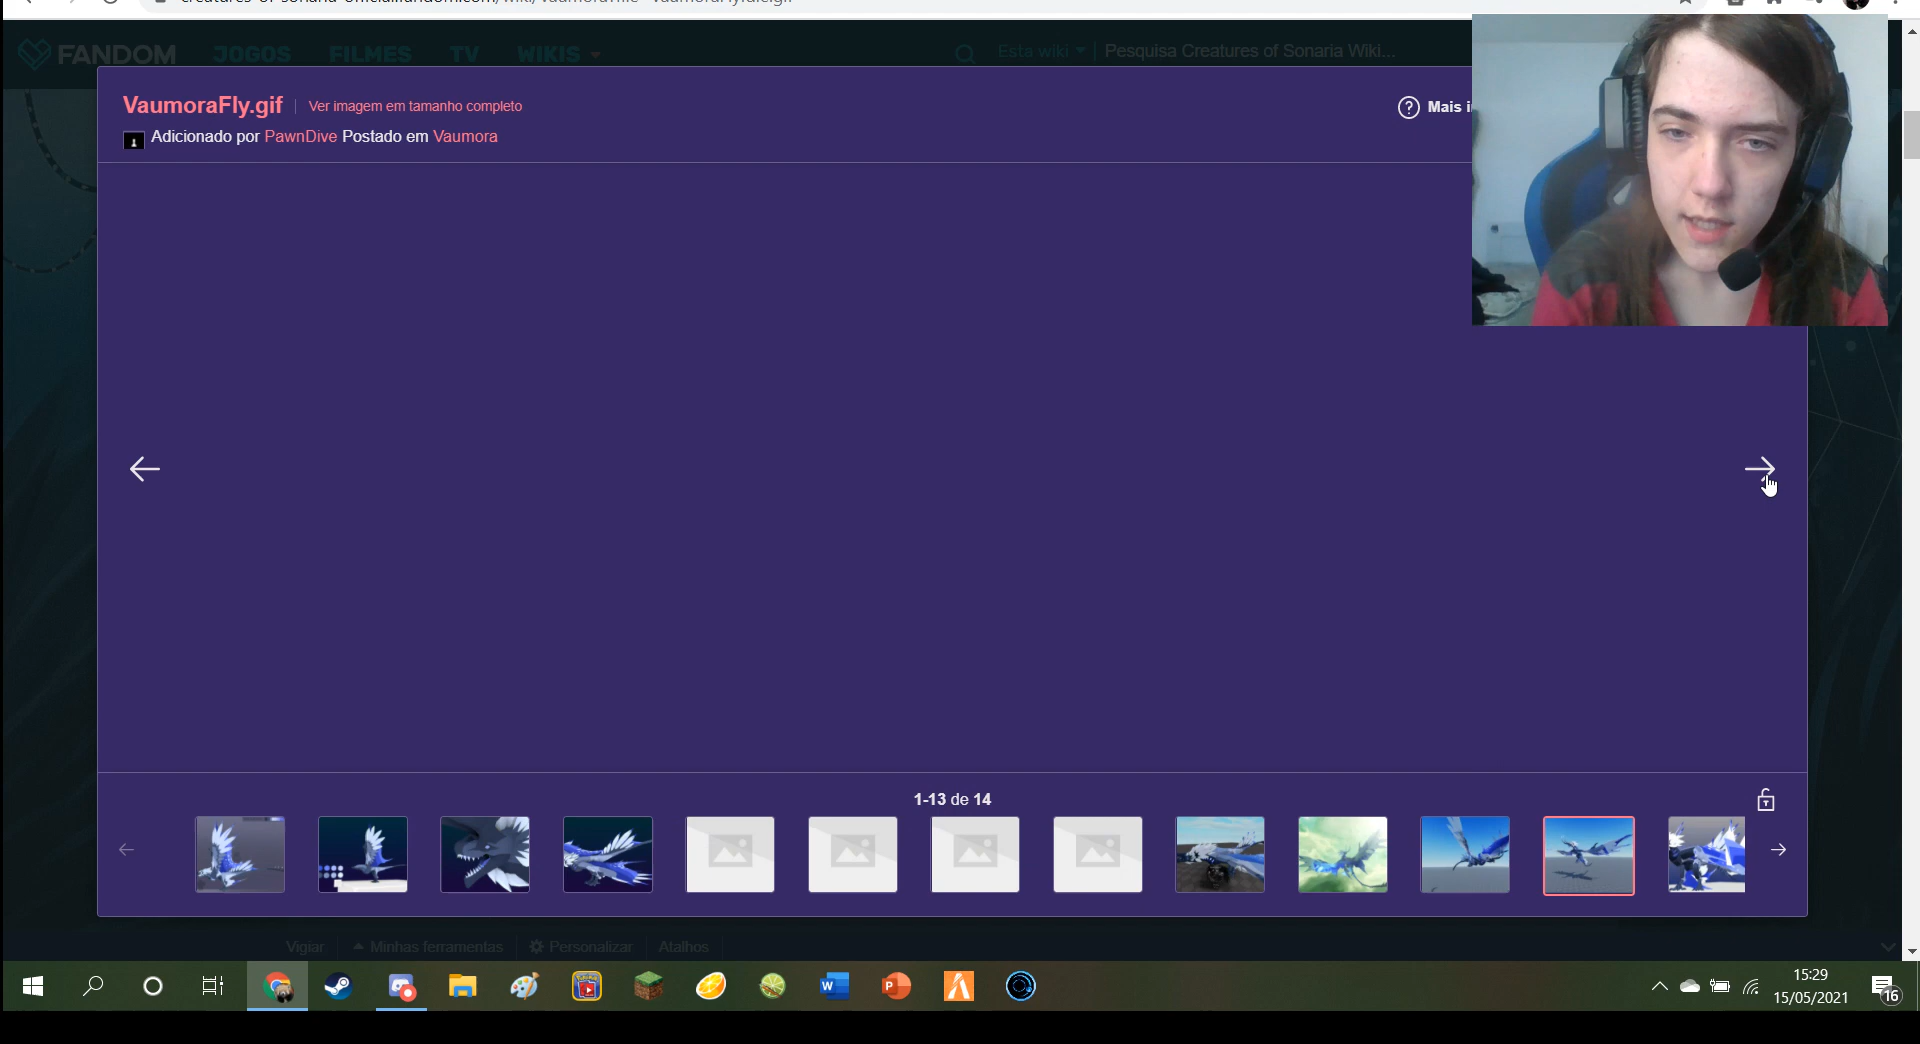 FANDOM JOGOS FILMES TV WIKIS Esta wiki Pesquisa Creatures of Sonaria Wiki...
VaumoraFly.gif Ver imagem em tamanho completo
Mais i
Adicionado por PawnDive Postado em Vaumora
1-13 de 14
Vigiar Minhas ferramentas Personalizar Atalhos
15:29
15/05/2021
16